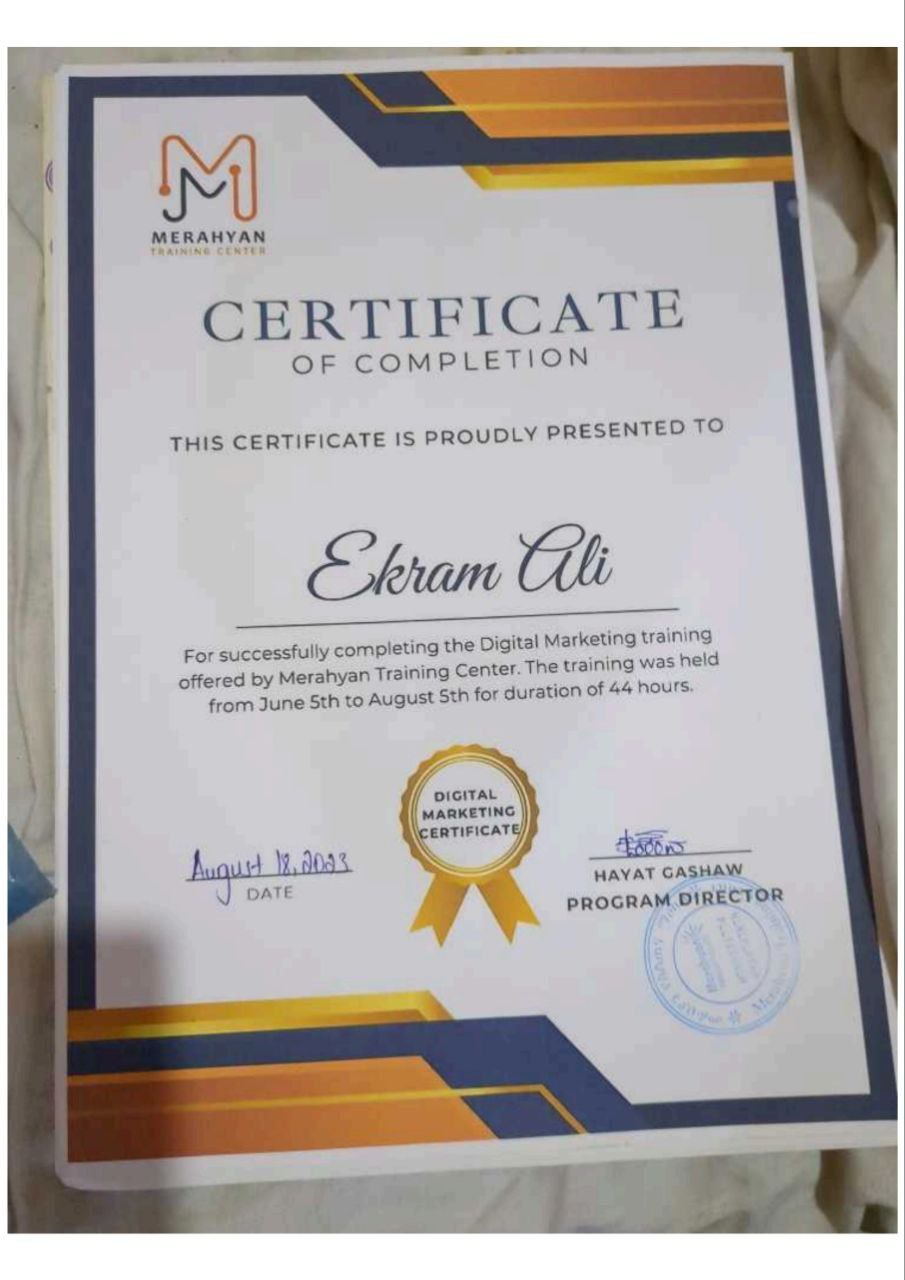 MERAHYAN
TRAINING CENTER
CERTIFICATE
OF COMPLETION
THIS CERTIFICATE IS PROUDLY PRESENTED TO
Ekram Ali
For successfully completing the Digital Marketing training
offered by Merahyan Training Center. The training was held
from June 5th to August 5th for duration of 44 hours.
DIGITAL
MARKETING
CERTIFICATE
August 18, 2023
DATE
HAYAT GASHAW
PROGRAM DIRECTOR